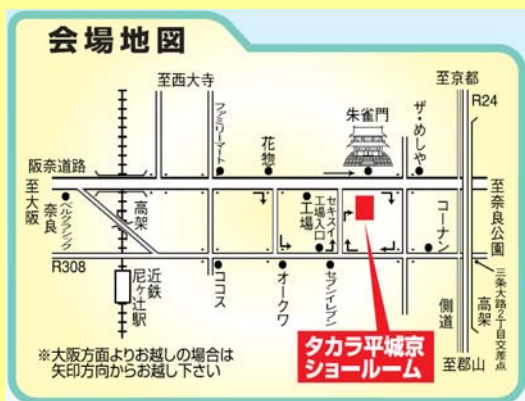 会場地図
至西大寺
至京都
R24
ファミリーマート
花惣
朱雀門
ザ・めしや
阪奈道路
至大阪
奈良
ベルクラシック
高架
工場
セキスイ
工場入口
コーナン
至奈良公園
R308
近鉄
尼ヶ辻駅
ココス
オークワ
セブンイレブン
側道
高架
三条大路2丁目交差点
タカラ平城京
ショールーム
至郡山
※大阪方面よりお越しの場合は
矢印方向からお越し下さい